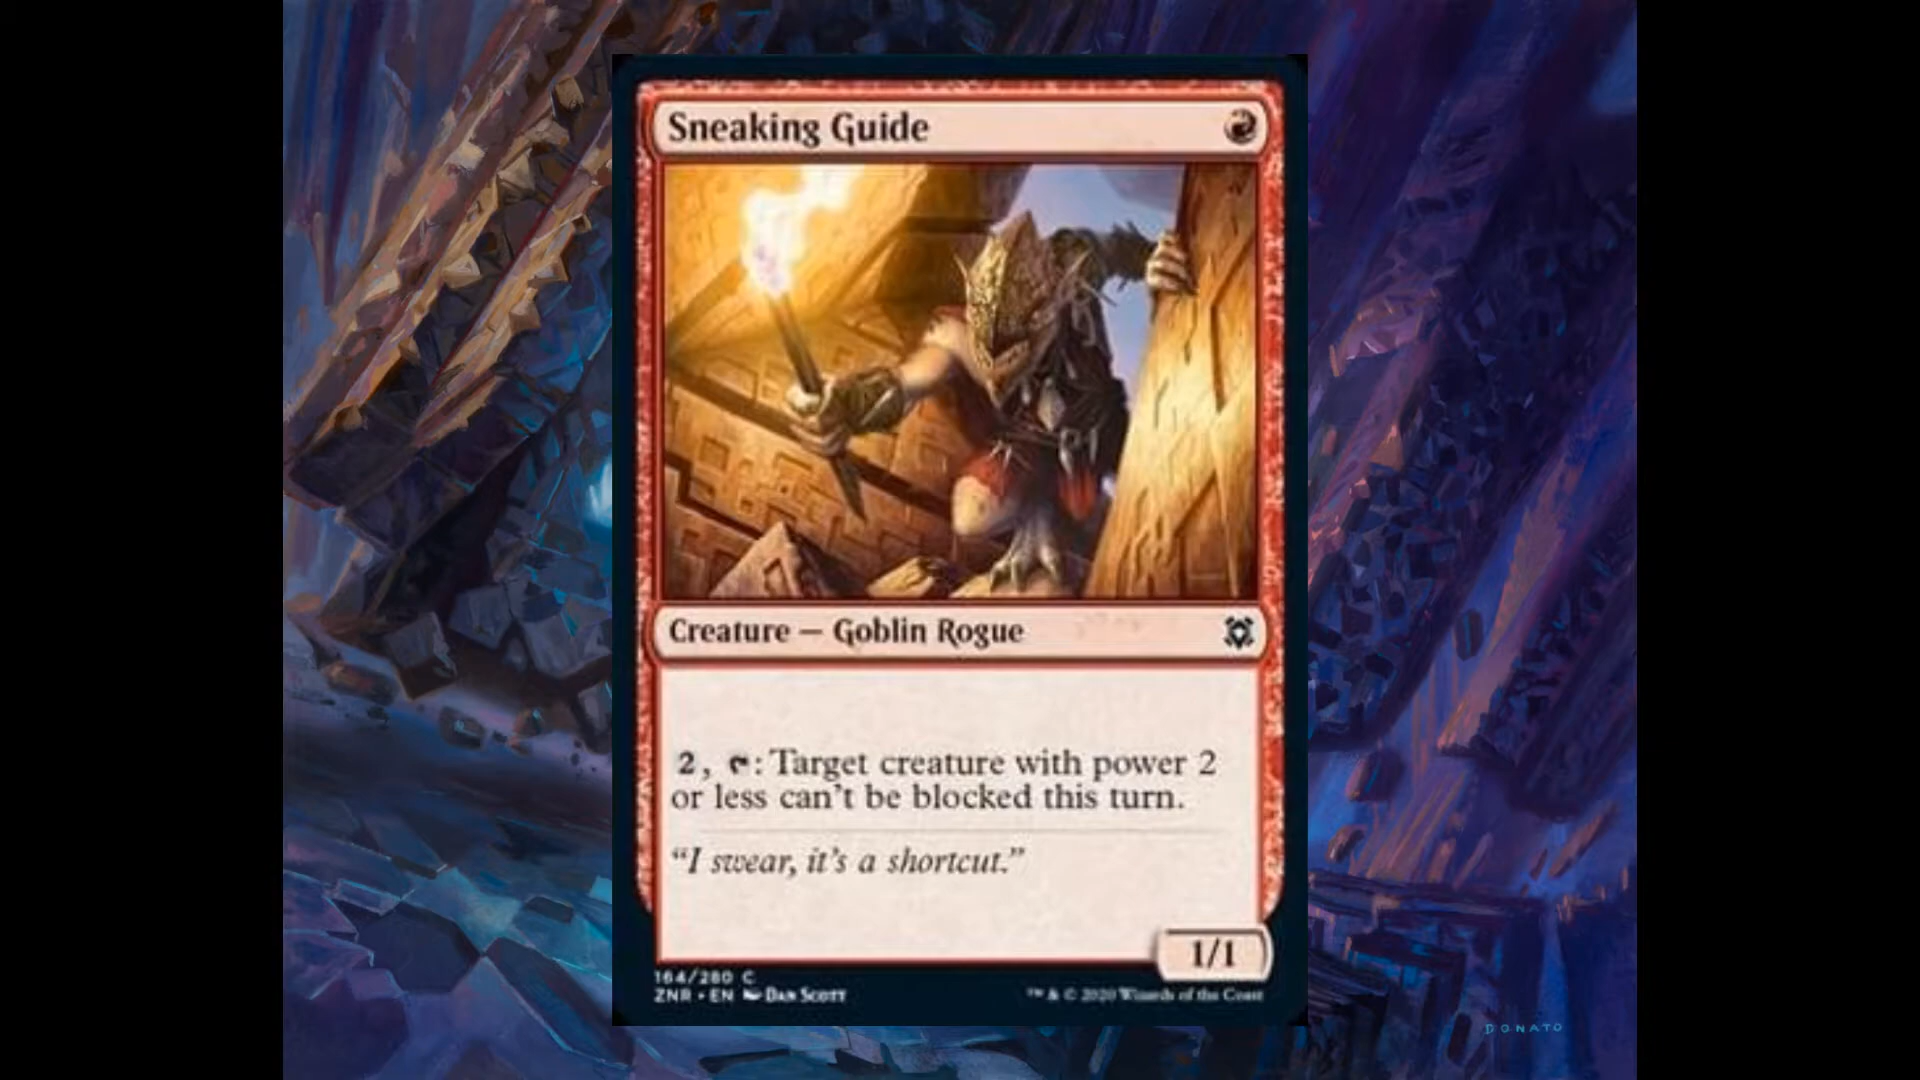 Sneaking Guide
Creature — Goblin Rogue
2, : Target creature with power 2
or less can't be blocked this turn.
“I swear, it's a shortcut.”
1/1
164/280 C
ZNR • EN Dan Scott
™ & © 2020 Wizards of the Coast
DONATO